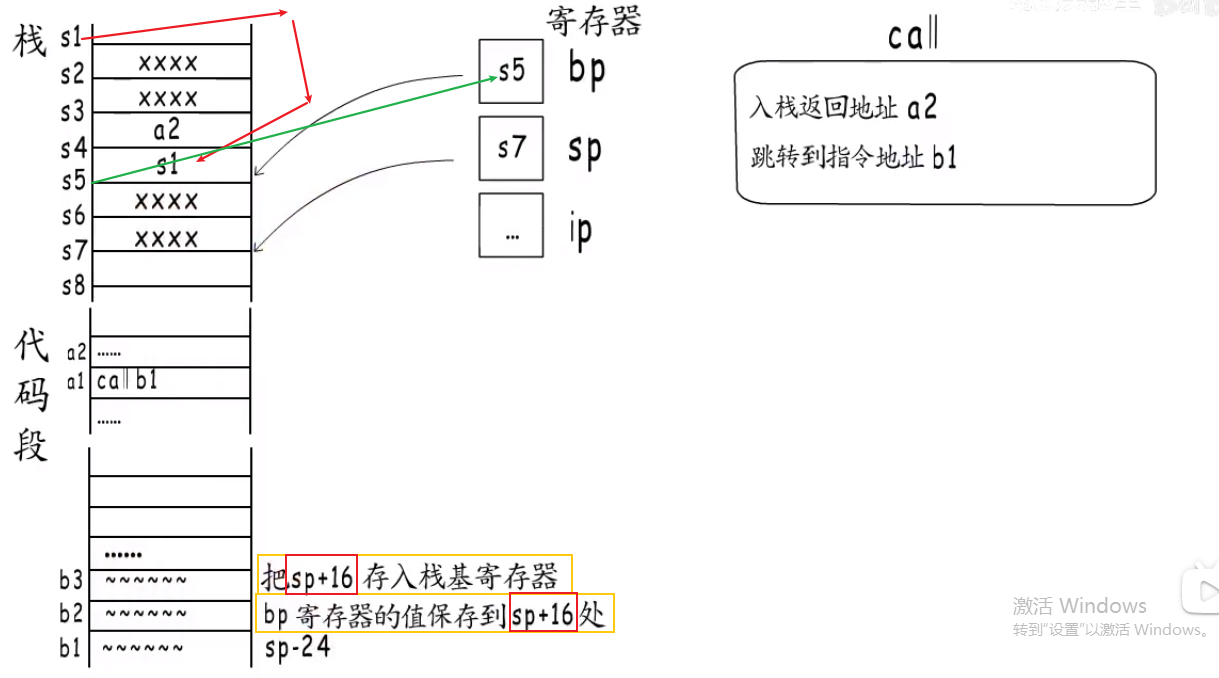 栈
s1
s2
xxxx
s3
xxxx
s4
a2
s5
s1
s6
xxxx
s7
xxxx
s8
寄存器
s5 bp
s7 sp
... ip
call
入栈返回地址 a2
跳转到指令地址 b1
代码段
a2 ......
a1 call b1
......
......
b3 ~~~~~~ 把sp+16 存入栈基寄存器
b2 ~~~~~~ bp 寄存器的值保存到sp+16处
b1 ~~~~~~ sp-24
激活 Windows
转到“设置”以激活 Windows。